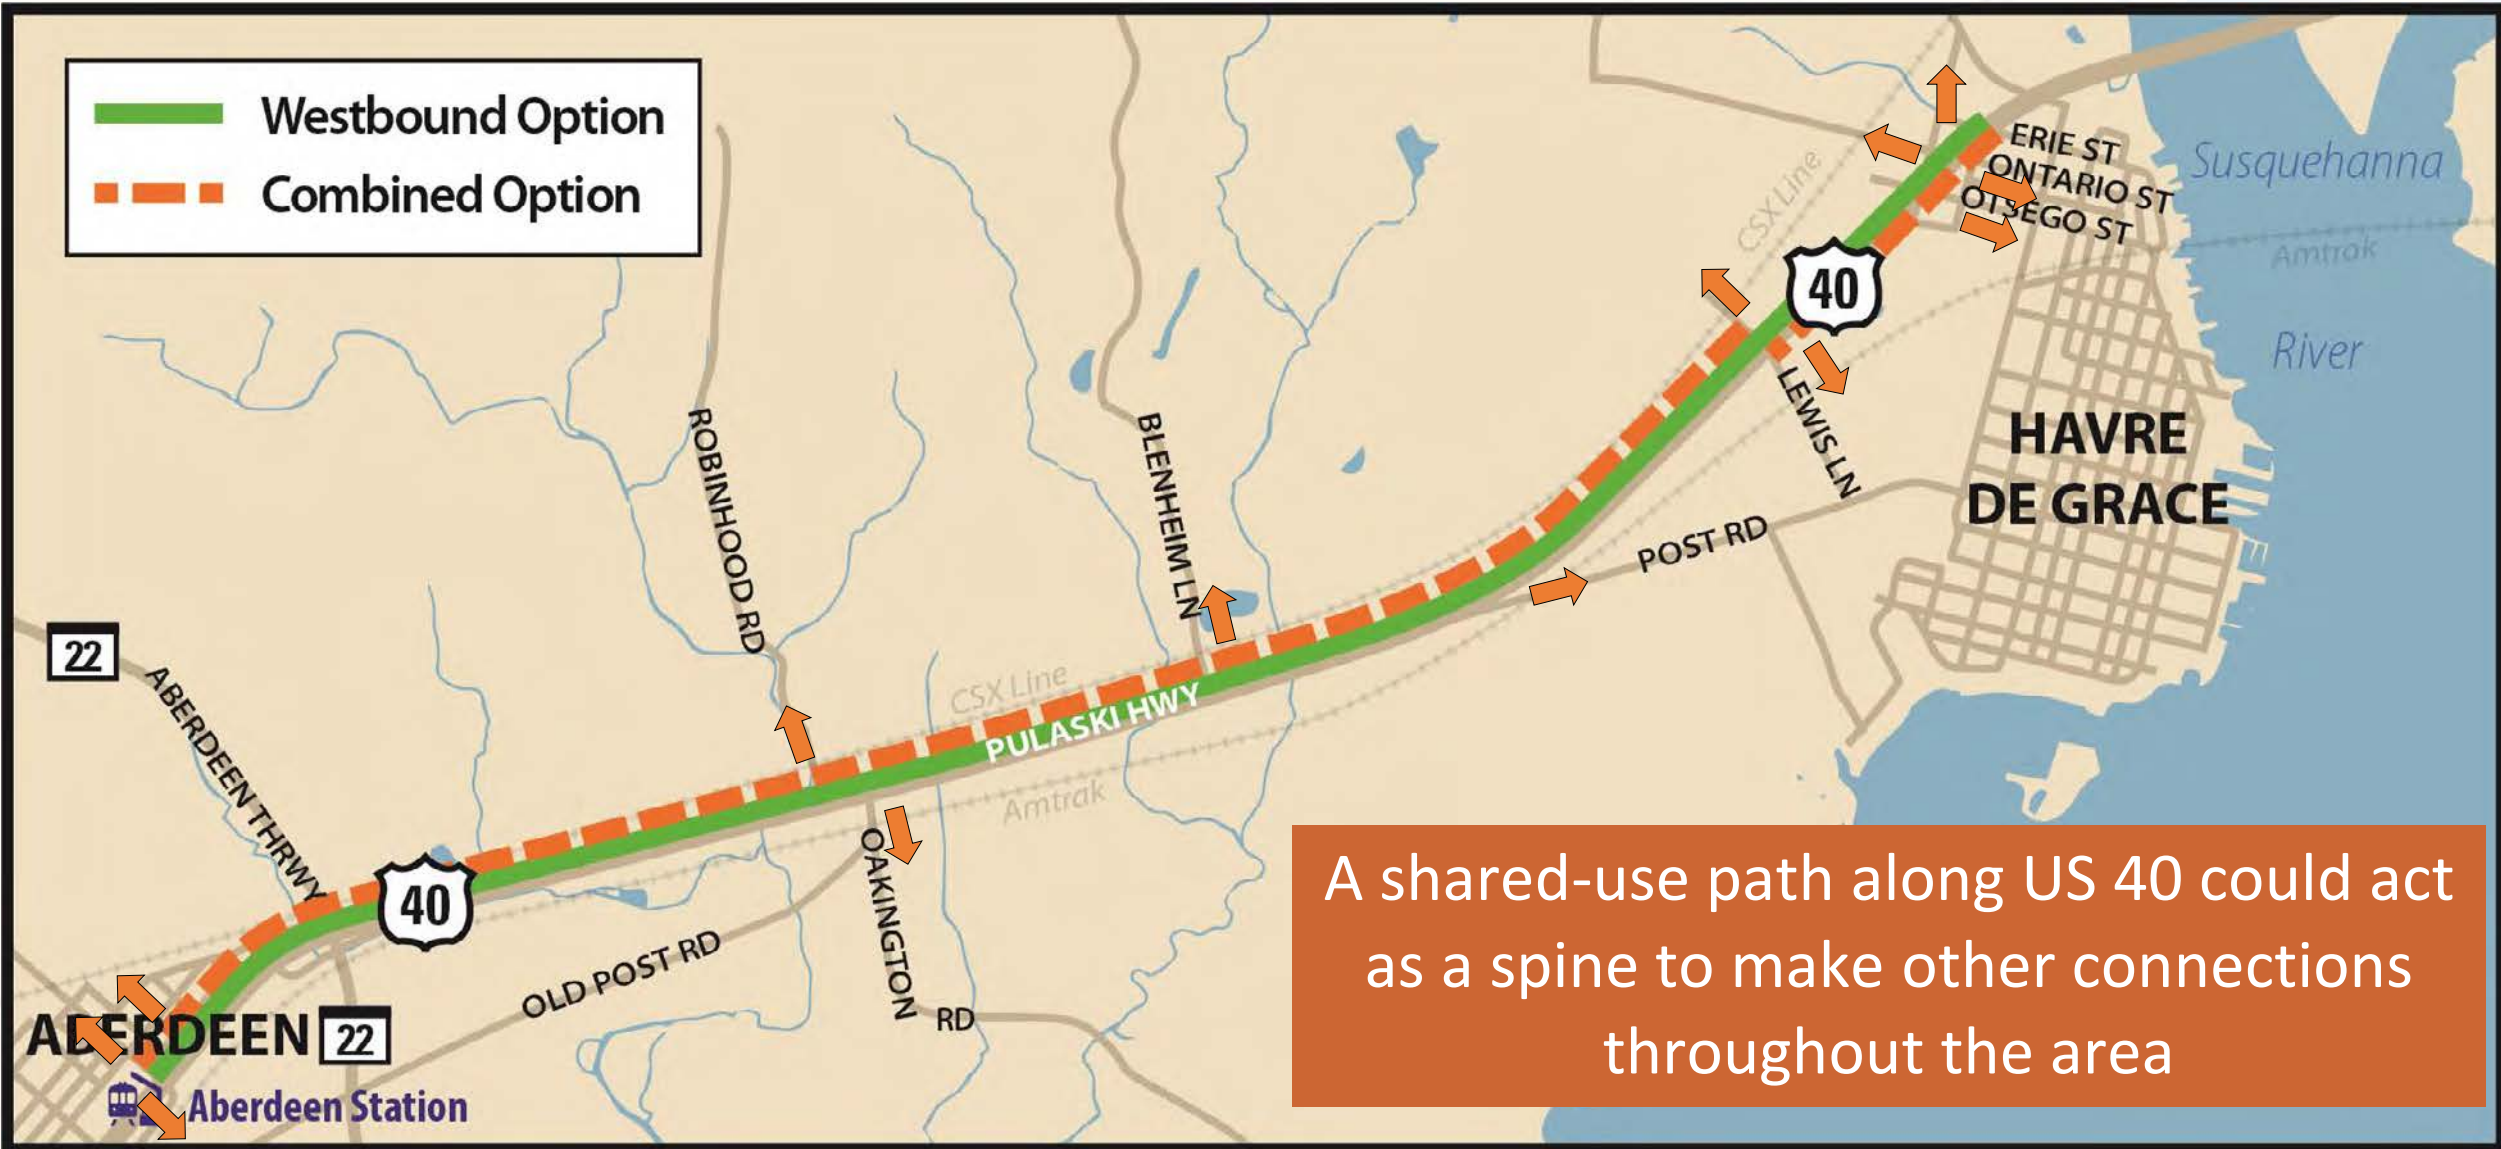 Westbound Option
Combined Option
ERIE ST
ONTARIO ST
OTSEGO ST
Susquehanna
River
Amtrak
CSX Line
40
LEWIS LN
HAVRE
DE GRACE
POST RD
BLENHEIM LN
ROBINHOOD RD
CSX Line
PULASKI HWY
Amtrak
22
ABERDEEN THRWY
40
OAKINGTON
RD
OLD POST RD
ABERDEEN
22
Aberdeen Station
A shared-use path along US 40 could act
as a spine to make other connections
throughout the area